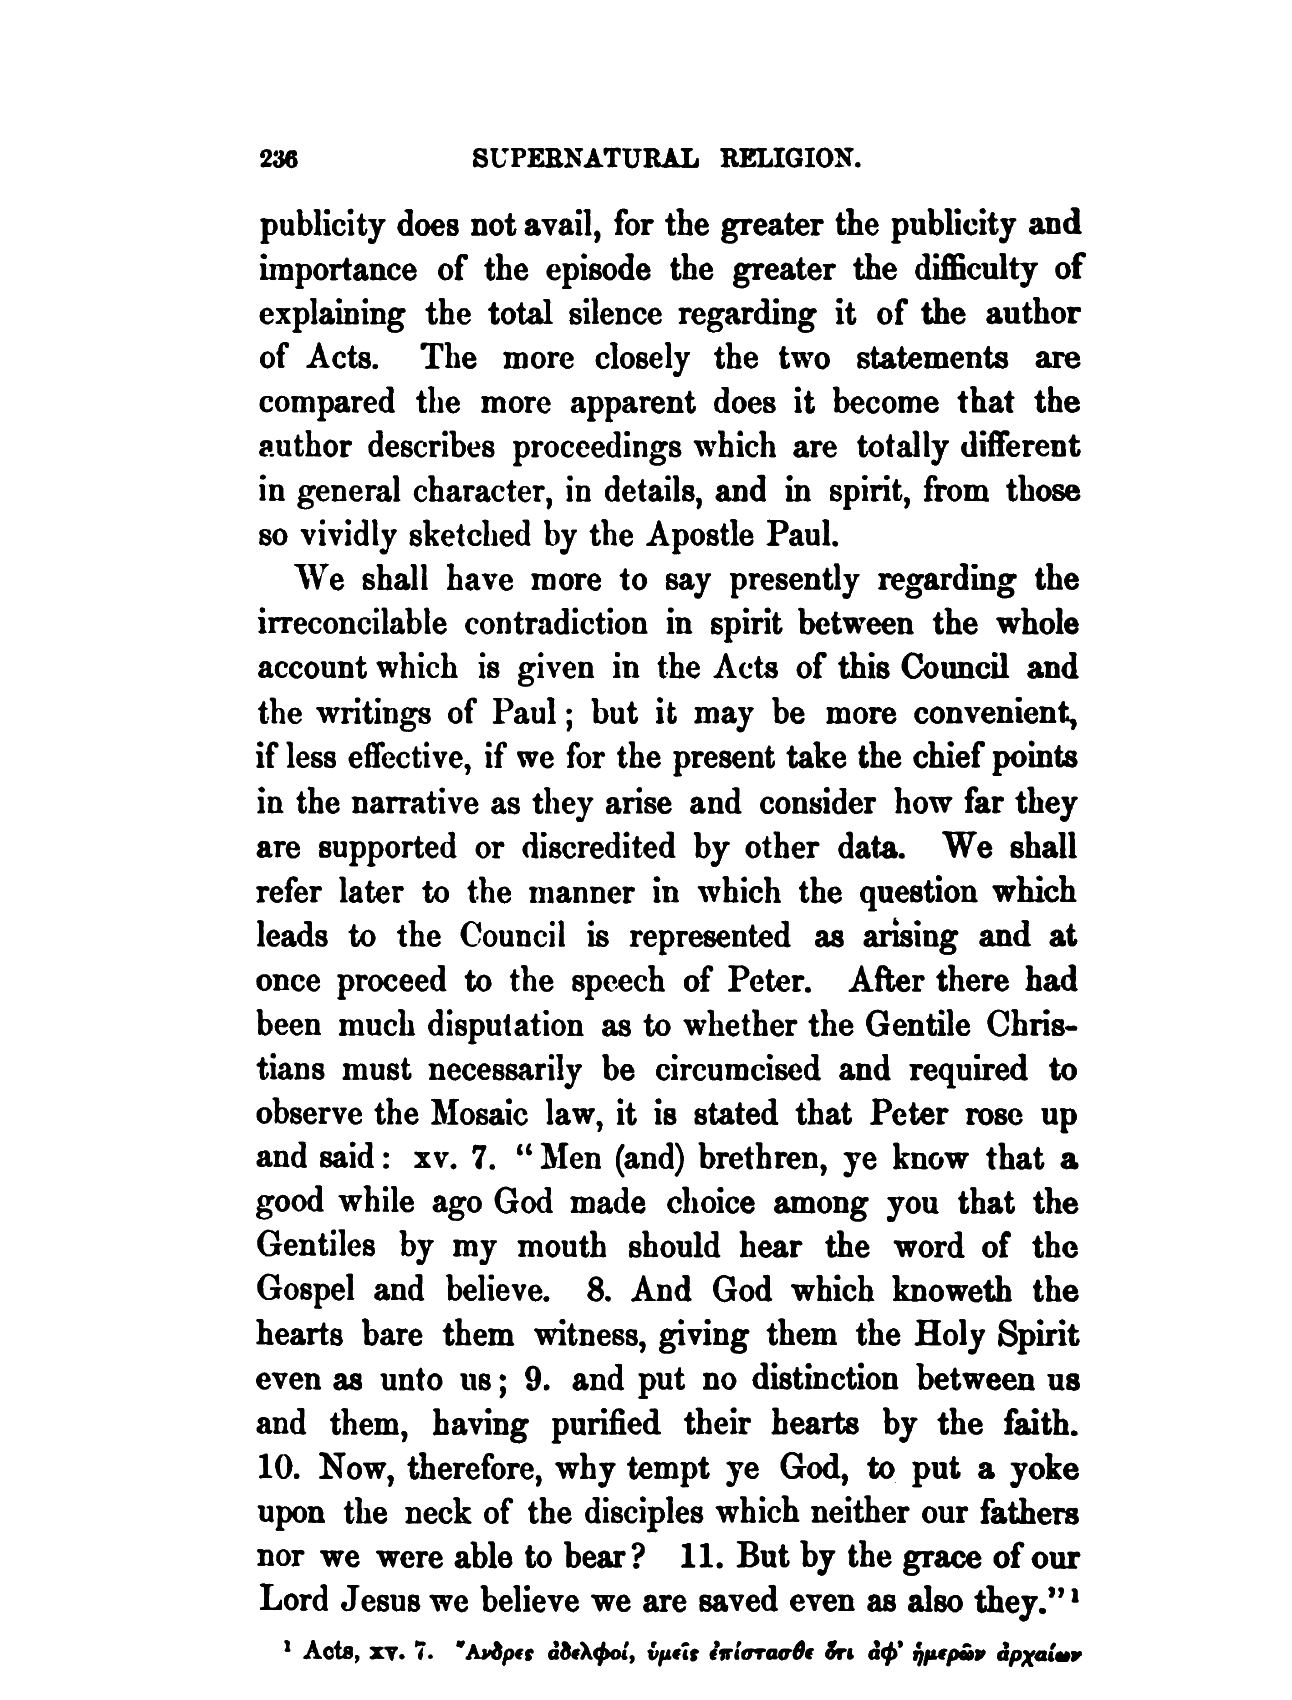 236 SUPERNATURAL RELIGION.
publicity does not avail, for the greater the publicity and
importance of the episode the greater the difficulty of
explaining the total silence regarding it of the author
of Acts. The more closely the two statements are
compared the more apparent does it become that the
author describes proceedings which are totally different
in general character, in details, and in spirit, from those
so vividly sketched by the Apostle Paul.
We shall have more to say presently regarding the
irreconcilable contradiction in spirit between the whole
account which is given in the Acts of this Council and
the writings of Paul; but it may be more convenient,
if less effective, if we for the present take the chief points
in the narrative as they arise and consider how far they
are supported or discredited by other data. We shall
refer later to the manner in which the question which
leads to the Council is represented as arising and at
once proceed to the speech of Peter. After there had
been much disputation as to whether the Gentile Chris-
tians must necessarily be circumcised and required to
observe the Mosaic law, it is stated that Peter rose up
and said: xv. 7. “Men (and) brethren, ye know that a
good while ago God made choice among you that the
Gentiles by my mouth should hear the word of the
Gospel and believe. 8. And God which knoweth the
hearts bare them witness, giving them the Holy Spirit
even as unto us; 9. and put no distinction between us
and them, having purified their hearts by the faith.
10. Now, therefore, why tempt ye God, to put a yoke
upon the neck of the disciples which neither our fathers
nor we were able to bear? 11. But by the grace of our
Lord Jesus we believe we are saved even as also they.”¹
¹ Acts, xv. 7. Ἄνδρες ἀδελφοί, ὑμεῖς ἐπίστασθε ὅτι ἀφ’ ἡμερῶν ἀρχαίων